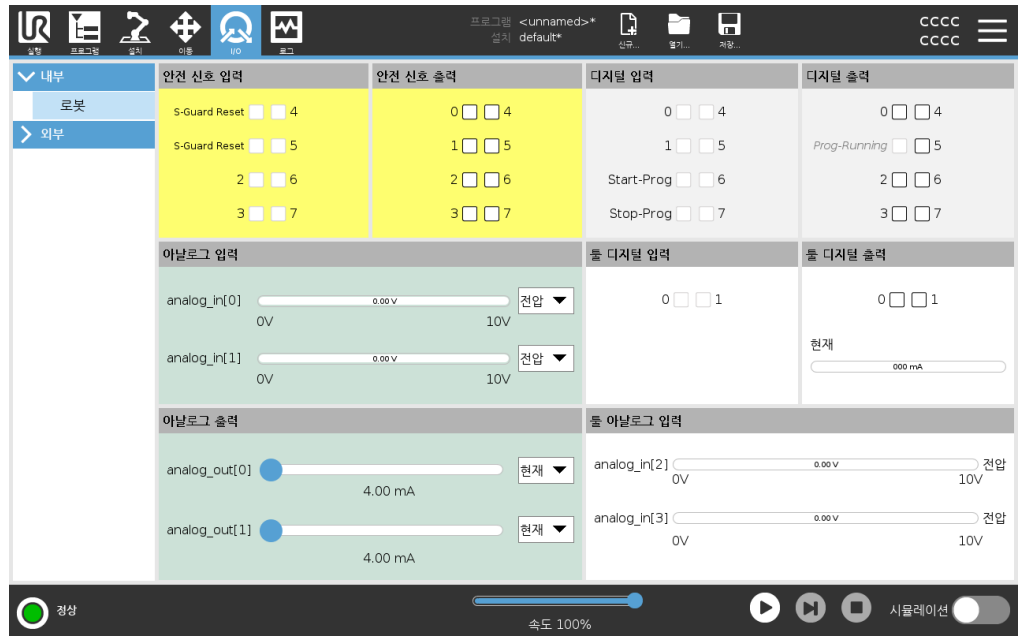 UR
프로그램 <unnamed>*
설치 default*
CCCC
CCCC
실행 프로그램 설치 이동 I/O 로그 신규... 열기... 저장...
내부
로봇
외부
안전 신호 입력
S-Guard Reset 4
S-Guard Reset 5
2 6
3 7
안전 신호 출력
0 4
1 5
2 6
3 7
디지털 입력
0 4
1 5
Start-Prog 6
Stop-Prog 7
디지털 출력
0 4
Prog-Running 5
2 6
3 7
아날로그 입력
analog_in[0] 0.00 V 전압
0V 10V
analog_in[1] 0.00 V 전압
0V 10V
툴 디지털 입력
0 1
툴 디지털 출력
0 1
현재
000 mA
아날로그 출력
analog_out[0] 현재
4.00 mA
analog_out[1] 현재
4.00 mA
툴 아날로그 입력
analog_in[2] 0.00 V 전압
0V 10V
analog_in[3] 0.00 V 전압
0V 10V
정상
속도 100%
시뮬레이션